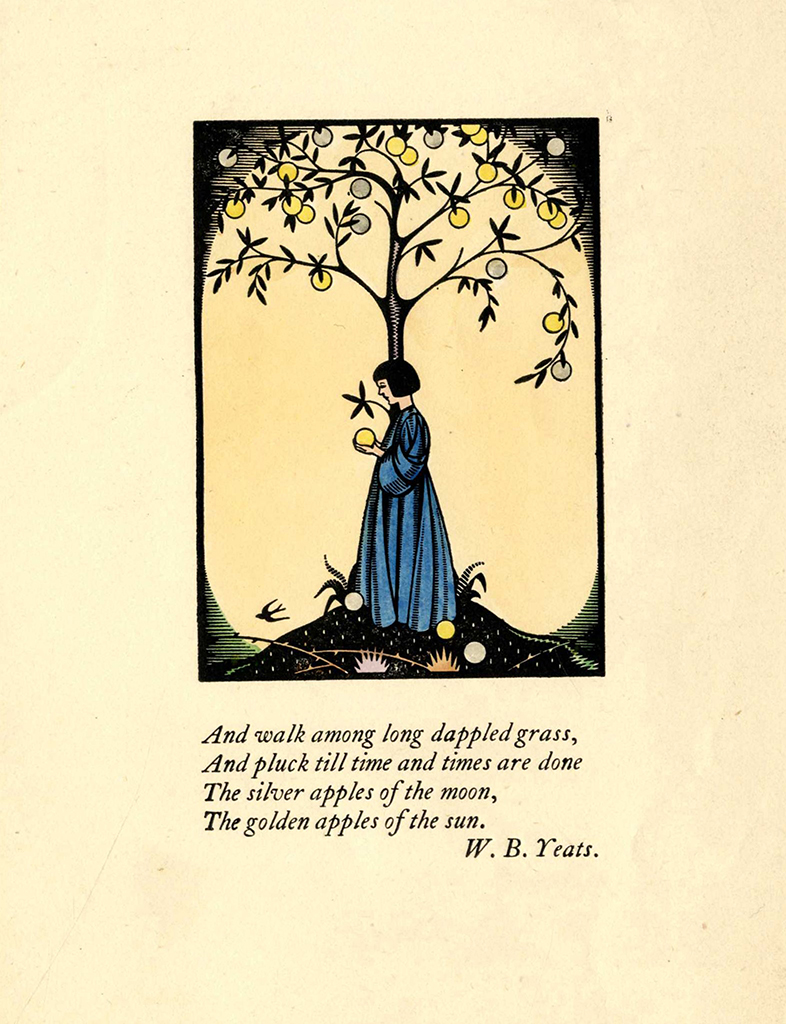 And walk among long dappled grass,
And pluck till time and times are done
The silver apples of the moon,
The golden apples of the sun.
W. B. Yeats.